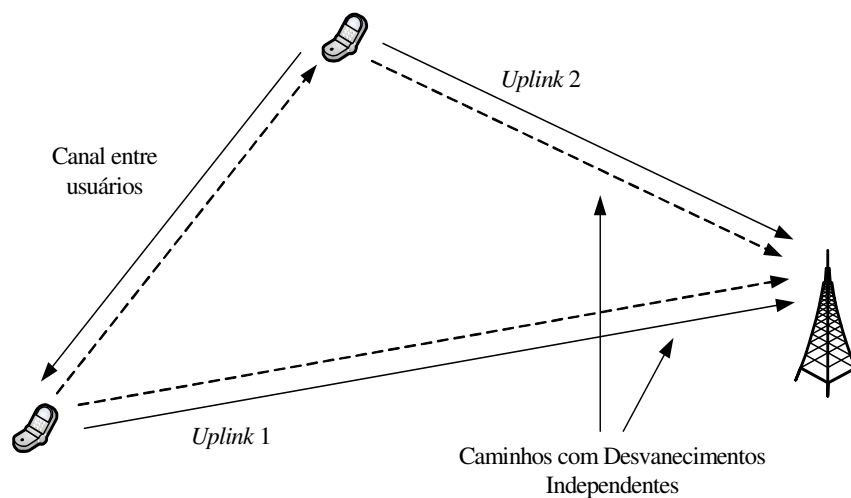 Uplink 2
Canal entre
usuários
Uplink 1
Caminhos com Desvanecimentos
Independentes